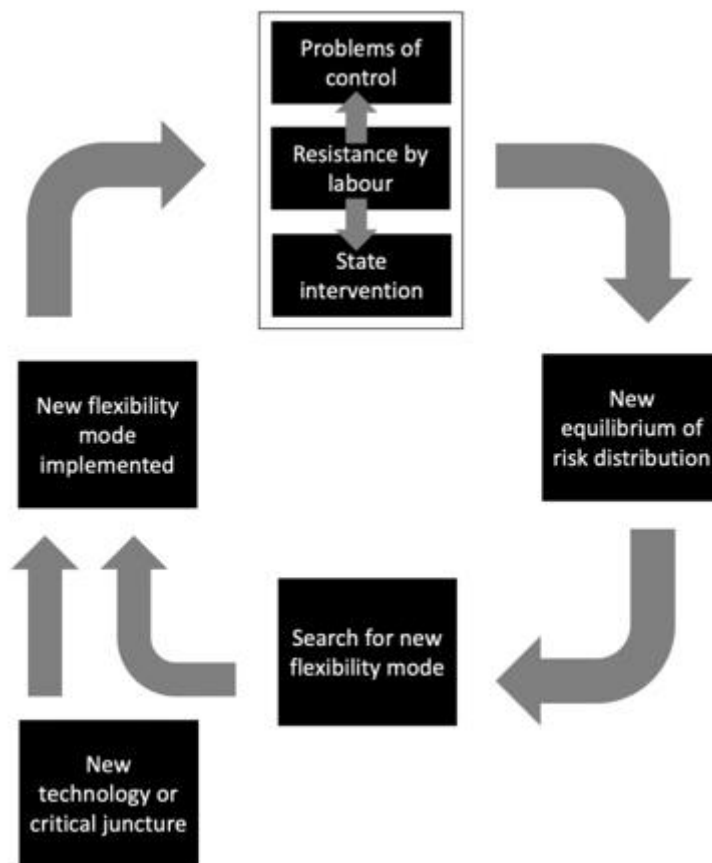 Problems of
control
Resistance by
labour
State
intervention
New flexibility
mode
implemented
New
equilibrium of
risk distribution
Search for new
flexibility mode
New
technology or
critical juncture